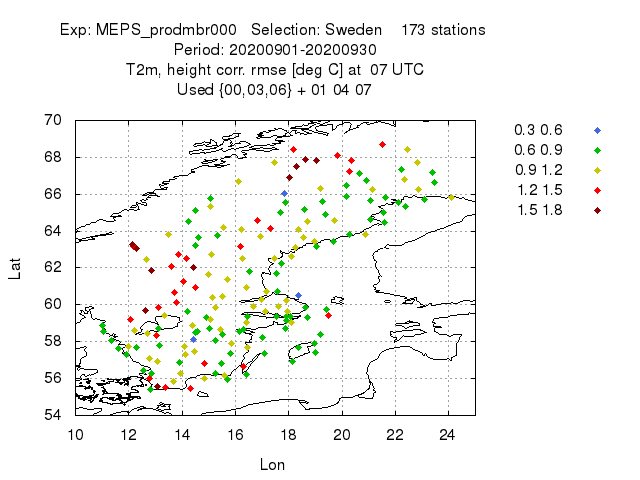 Exp: MEPS_prodmbr000 Selection: Sweden 173 stations
Period: 20200901-20200930
T2m, height corr. rmse [deg C] at 07 UTC
Used {00,03,06} + 01 04 07
70
68
66
64
62
60
58
56
54
Lat
10 12 14 16 18 20 22 24
Lon
0.3 0.6
0.6 0.9
0.9 1.2
1.2 1.5
1.5 1.8